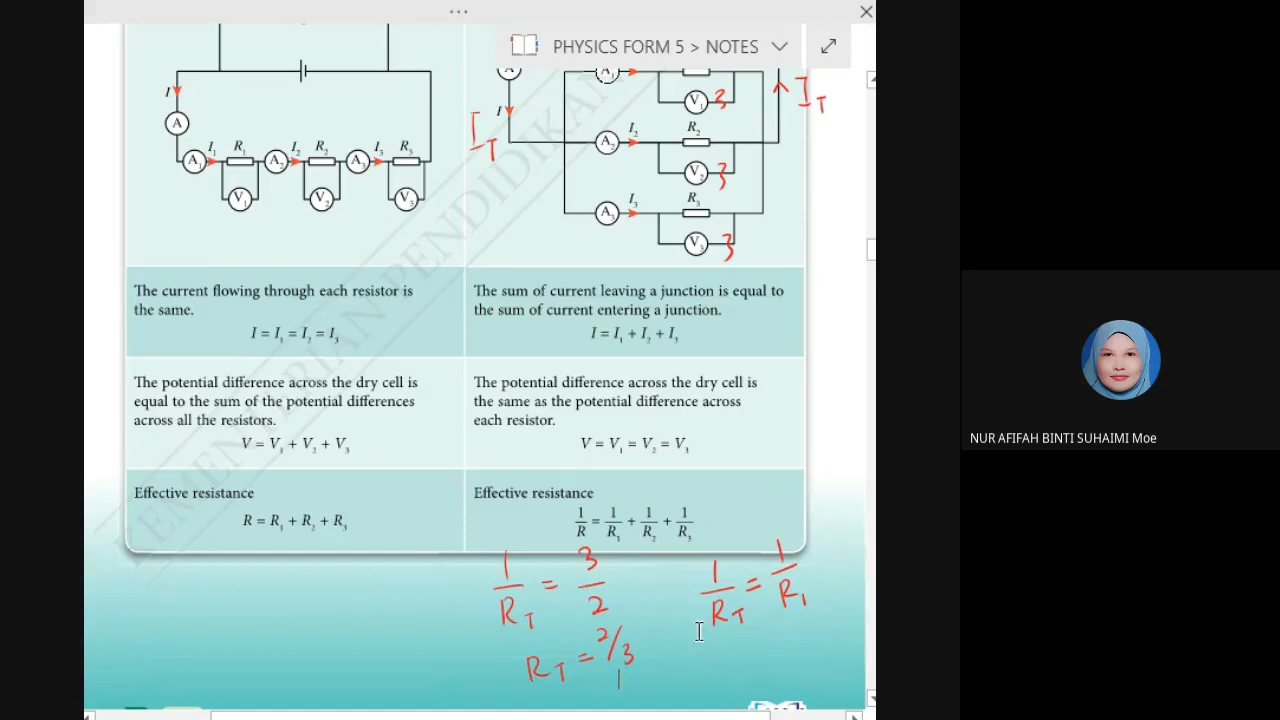 PHYSICS FORM 5 > NOTES
I
A
A₁ I₁ R₁ A₂ I₂ R₂ A₃ I₃ R₃
V₁ V₂ V₃
A
I
I_T
A₁
V₁ 3
I_T
A₂ I₂ R₂
V₂ 3
A₃ I₃ R₃
V₃ 3
The current flowing through each resistor is
the same.
I = I₁ = I₂ = I₃
The sum of current leaving a junction is equal to
the sum of current entering a junction.
I = I₁ + I₂ + I₃
The potential difference across the dry cell is
equal to the sum of the potential differences
across all the resistors.
V = V₁ + V₂ + V₃
The potential difference across the dry cell is
the same as the potential difference across
each resistor.
V = V₁ = V₂ = V₃
Effective resistance
R = R₁ + R₂ + R₃
Effective resistance
1/R = 1/R₁ + 1/R₂ + 1/R₃
1/R_T = 3/2
R_T = 2/3
1/R_T = 1/R₁
KEMENTERIAN PENDIDIKAN
NUR AFIFAH BINTI SUHAIMI Moe